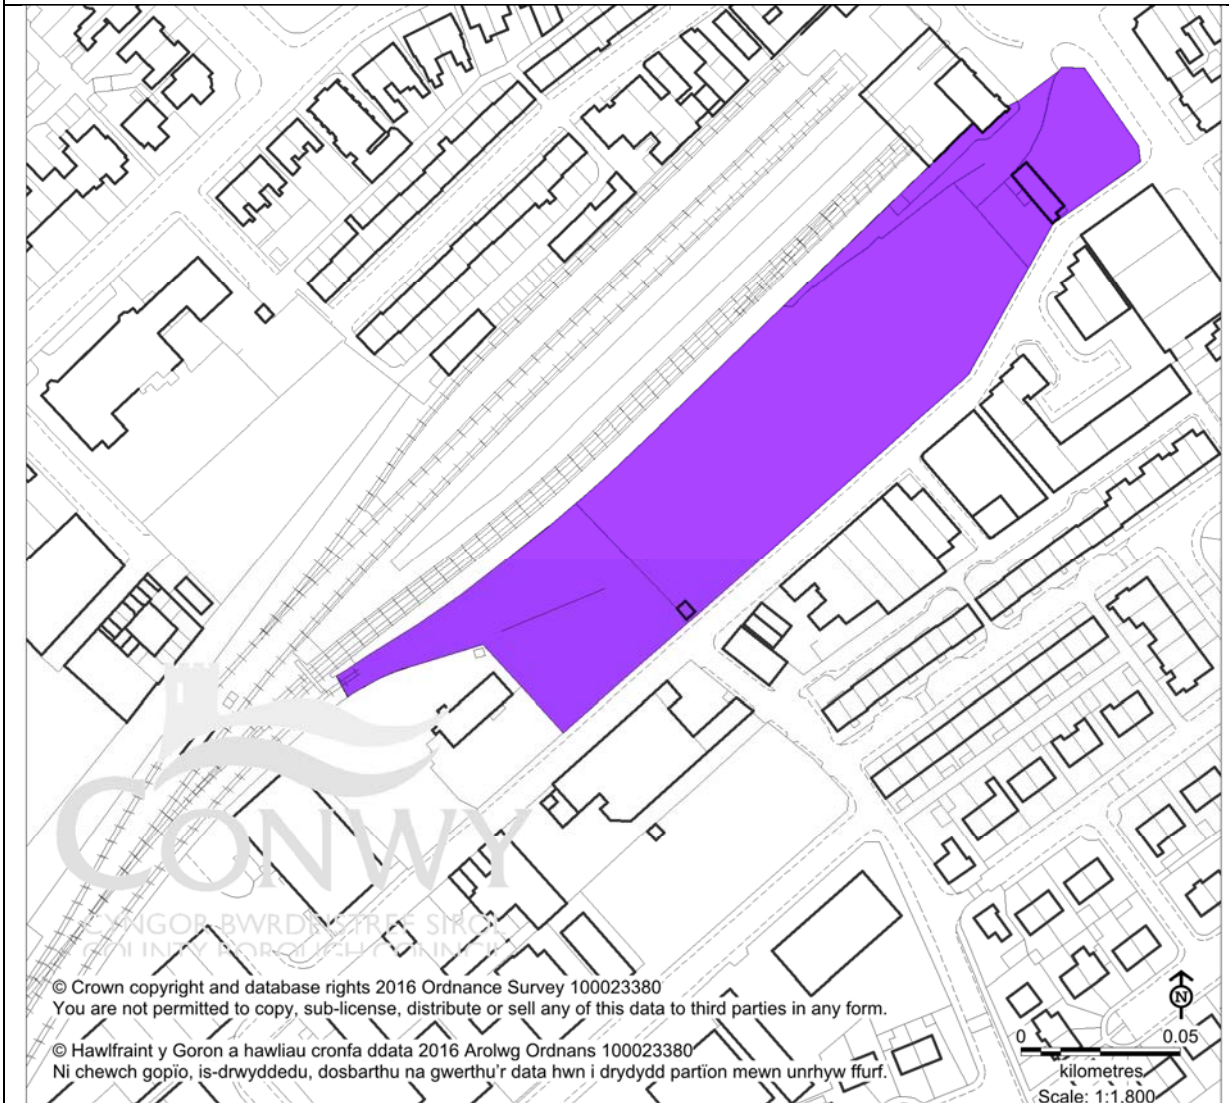 CONWY
CYNGOR BWRDEISTREF SIROL
COUNTY BOROUGH COUNCIL
© Crown copyright and database rights 2016 Ordnance Survey 100023380
You are not permitted to copy, sub-license, distribute or sell any of this data to third parties in any form.
© Hawlfraint y Goron a hawliau cronfa ddata 2016 Arolwg Ordnans 100023380
Ni chewch gopïo, is-drwyddedu, dosbarthu na gwerthu'r data hwn i drydydd partïon mewn unrhyw ffurf.
N
0 0.05
kilometres
Scale: 1:1,800